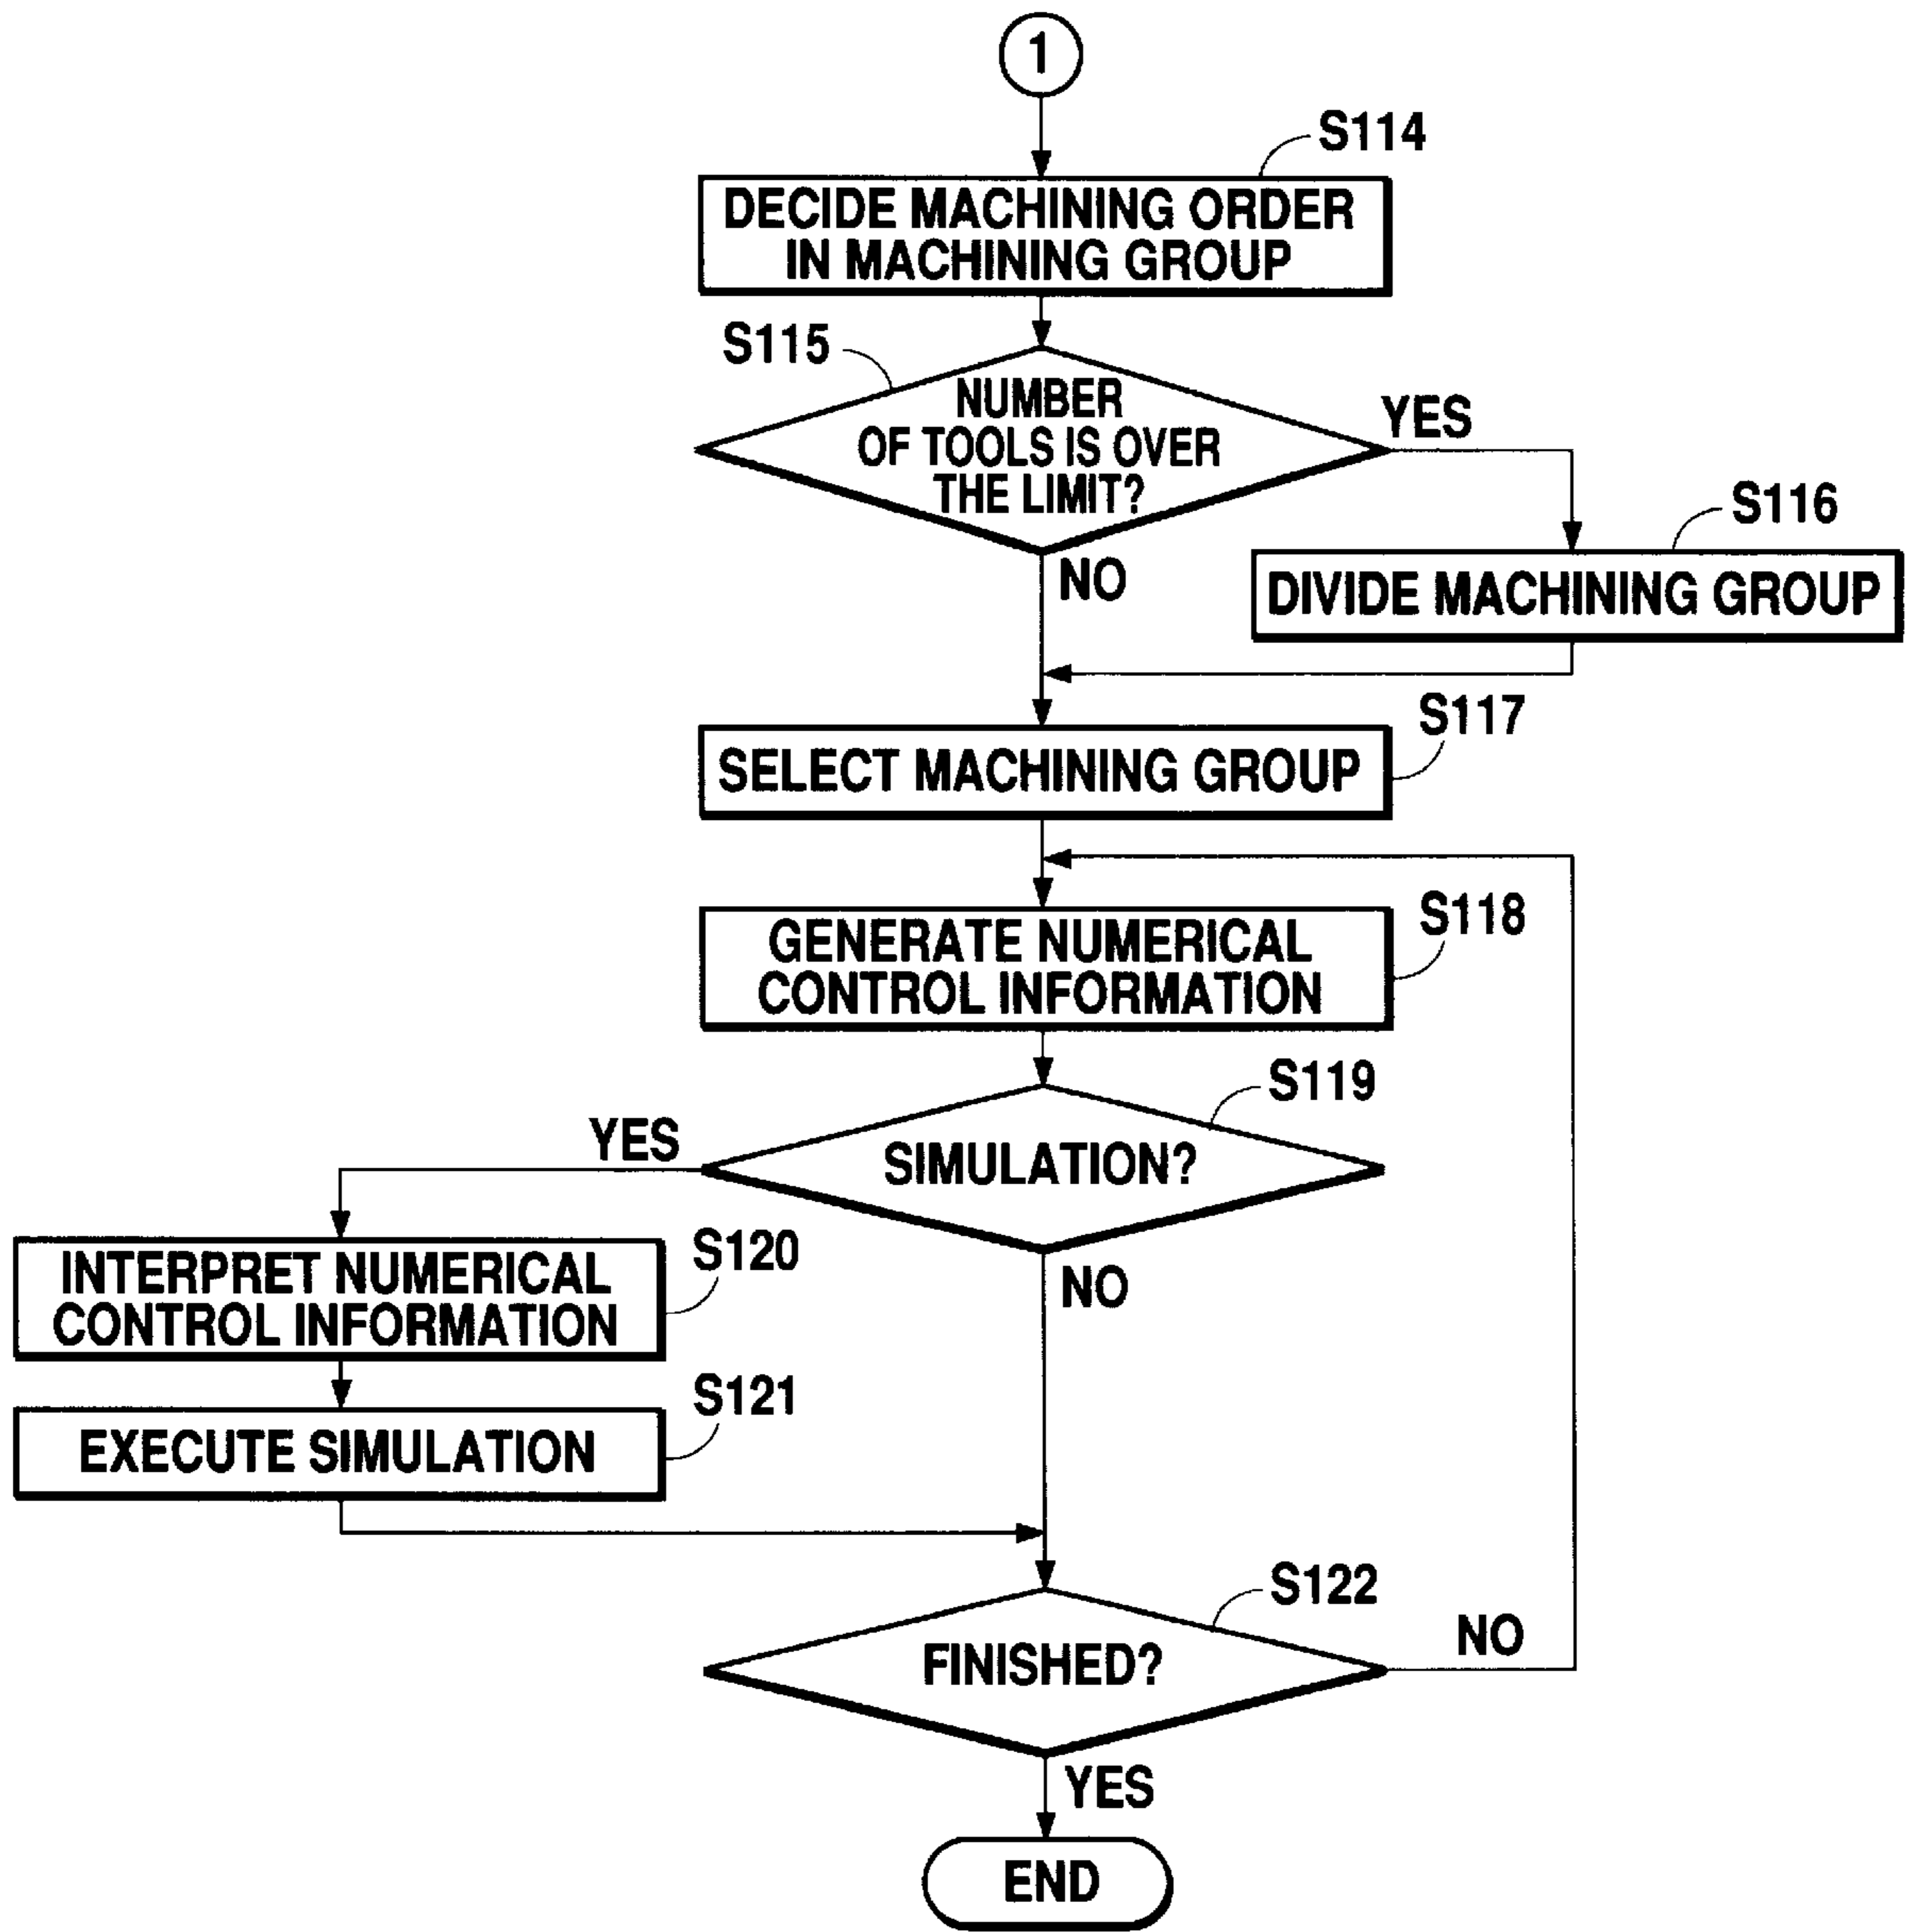 1
S114
DECIDE MACHINING ORDER
IN MACHINING GROUP
S115
NUMBER
OF TOOLS IS OVER
THE LIMIT?
YES
NO
S116
DIVIDE MACHINING GROUP
S117
SELECT MACHINING GROUP
S118
GENERATE NUMERICAL
CONTROL INFORMATION
S119
SIMULATION?
YES
NO
S120
INTERPRET NUMERICAL
CONTROL INFORMATION
S121
EXECUTE SIMULATION
S122
FINISHED?
NO
YES
END